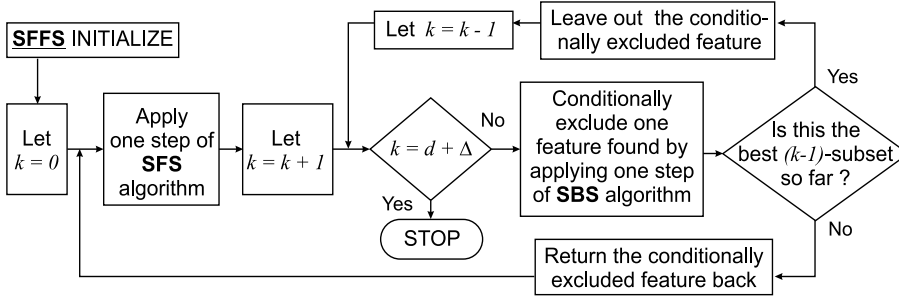 SFFS INITIALIZE
Let
k = 0
Apply
one step of
SFS
algorithm
Let
k = k + 1
Let k = k - 1
Leave out the conditio-
nally excluded feature
k = d + Δ
No
Yes
STOP
Conditionally
exclude one
feature found by
applying one step
of SBS algorithm
Yes
Is this the
best (k-1)-subset
so far ?
No
Return the conditionally
excluded feature back